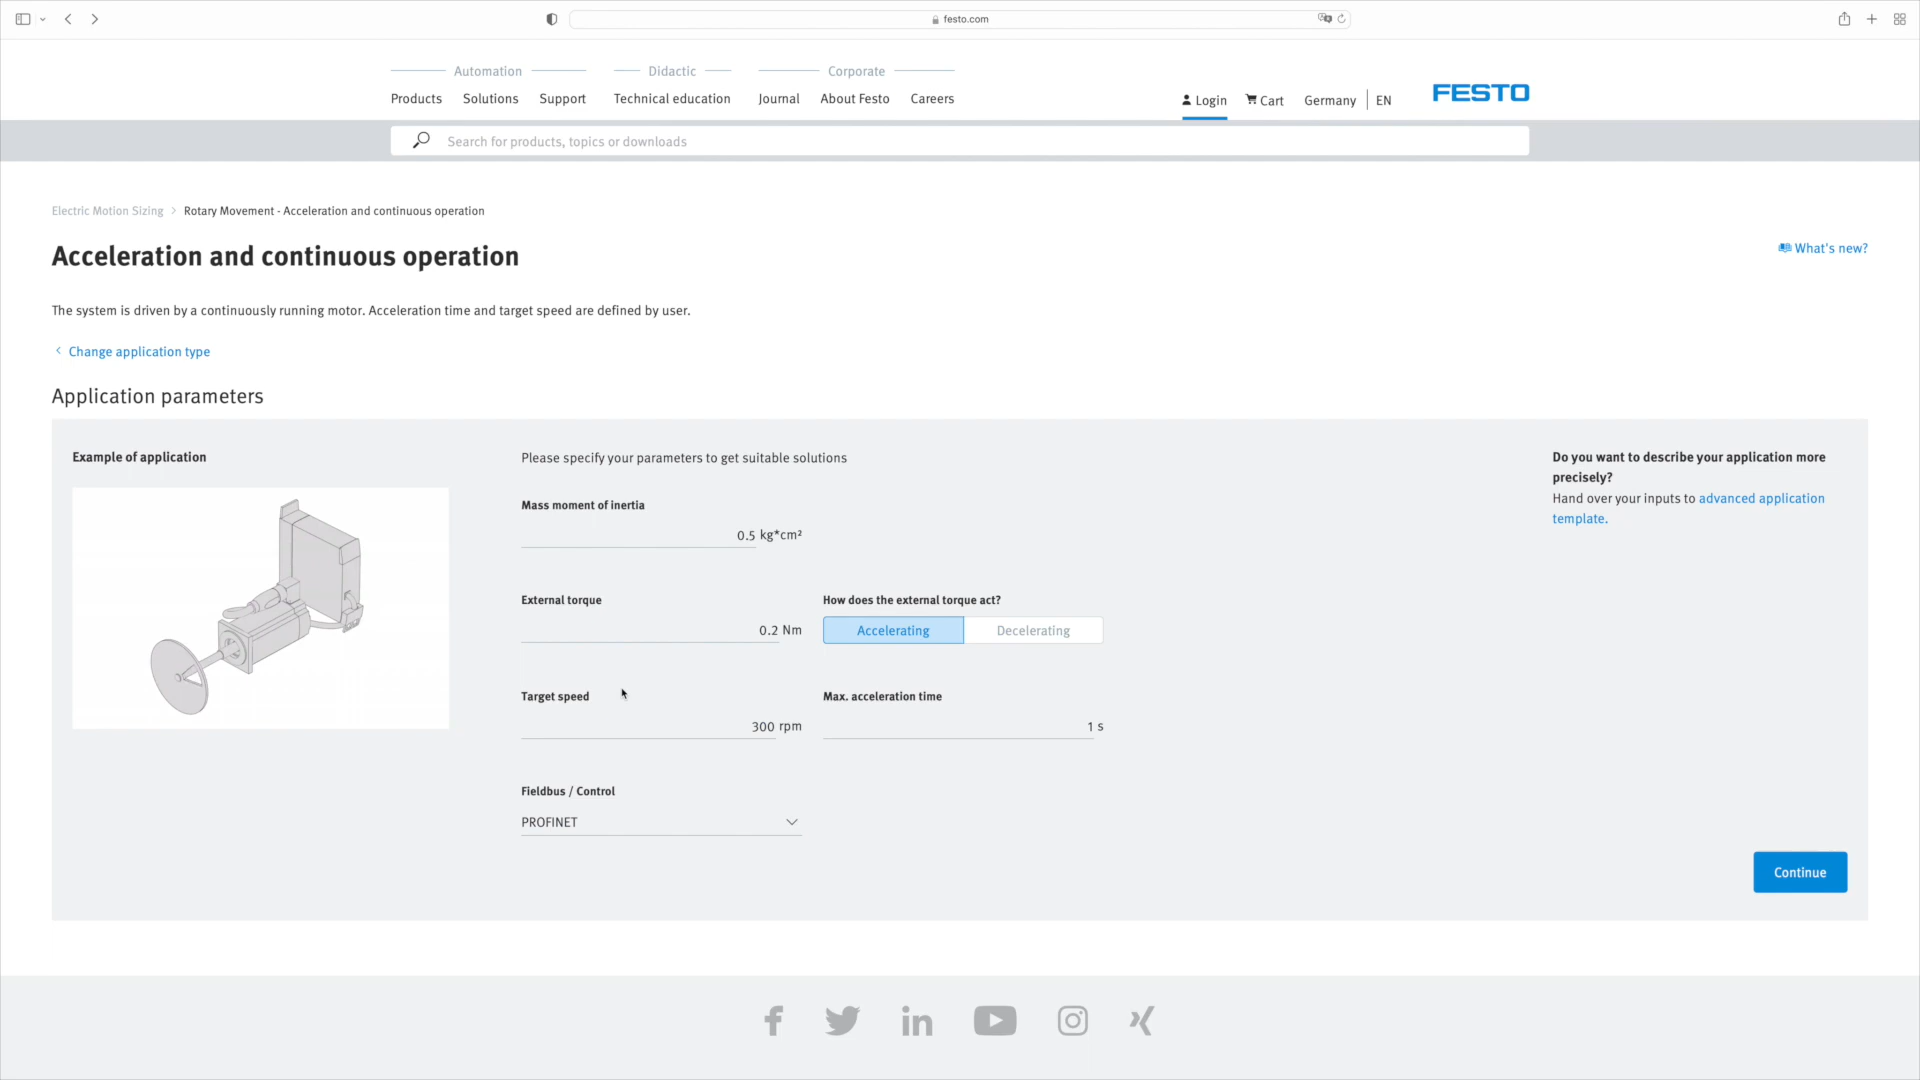 festo.com
Automation
Didactic
Corporate
Products
Solutions
Support
Technical education
Journal
About Festo
Careers
Login
Cart
Germany
EN
FESTO
Search for products, topics or downloads
Electric Motion Sizing
Rotary Movement - Acceleration and continuous operation
Acceleration and continuous operation
What's new?
The system is driven by a continuously running motor. Acceleration time and target speed are defined by user.
Change application type
Application parameters
Example of application
Please specify your parameters to get suitable solutions
Mass moment of inertia
0.5 kg*cm²
External torque
0.2 Nm
How does the external torque act?
Accelerating
Decelerating
Target speed
300 rpm
Max. acceleration time
1 s
Fieldbus / Control
PROFINET
Do you want to describe your application more
precisely?
Hand over your inputs to advanced application
template.
Continue